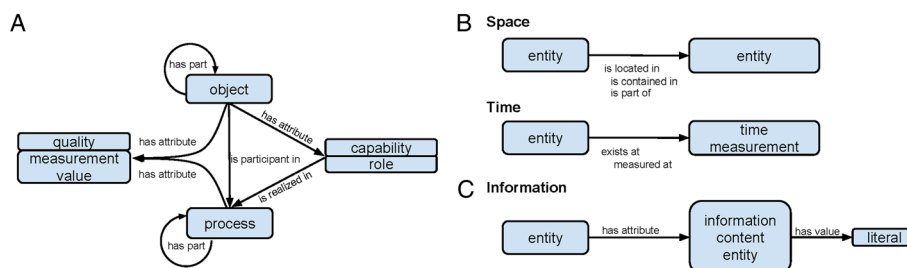 A
has part
object
has attribute
quality
measurement
value
has attribute
is participant in
capability
role
has attribute
is realized in
process
has part
B
Space
entity
entity
is located in
is contained in
is part of
Time
entity
time
measurement
exists at
measured at
C
Information
entity
has attribute
information
content
entity
has value
literal